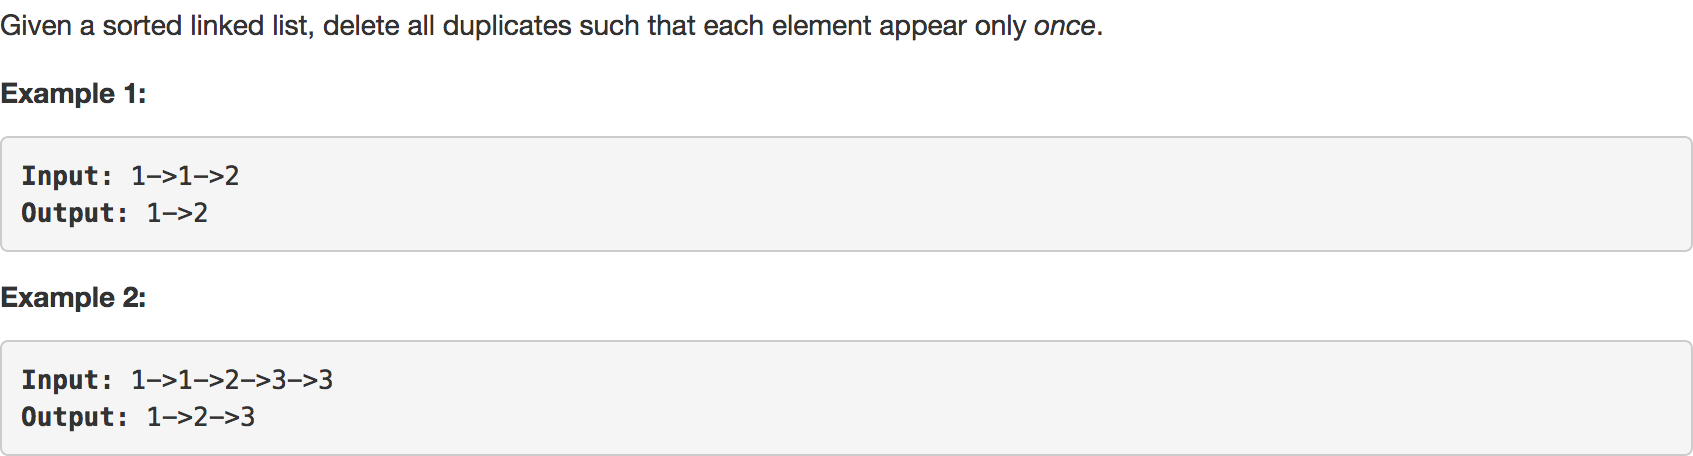 Given a sorted linked list, delete all duplicates such that each element appear only once.
Example 1:
Input: 1->1->2
Output: 1->2
Example 2:
Input: 1->1->2->3->3
Output: 1->2->3